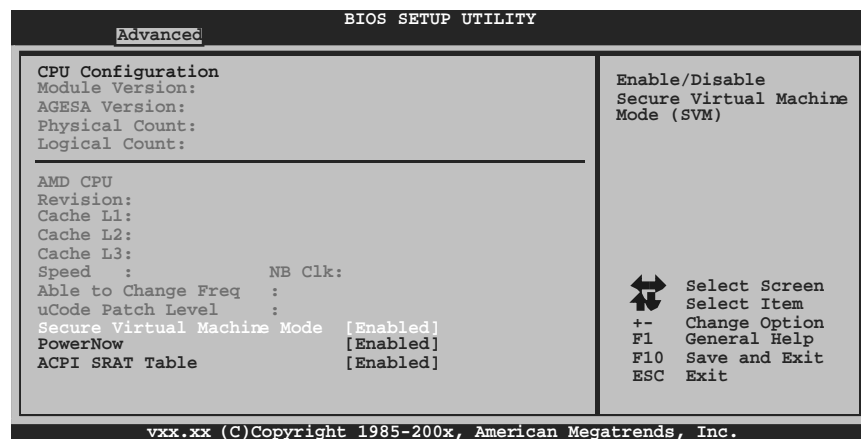 BIOS SETUP UTILITY
Advanced
CPU Configuration
Module Version:
AGESA Version:
Physical Count:
Logical Count:
AMD CPU
Revision:
Cache L1:
Cache L2:
Cache L3:
Speed : NB Clk:
Able to Change Freq :
uCode Patch Level :
Secure Virtual Machine Mode [Enabled]
PowerNow [Enabled]
ACPI SRAT Table [Enabled]
Enable/Disable
Secure Virtual Machine
Mode (SVM)
Select Screen
Select Item
+- Change Option
F1 General Help
F10 Save and Exit
ESC Exit
vxx.xx (C)Copyright 1985-200x, American Megatrends, Inc.